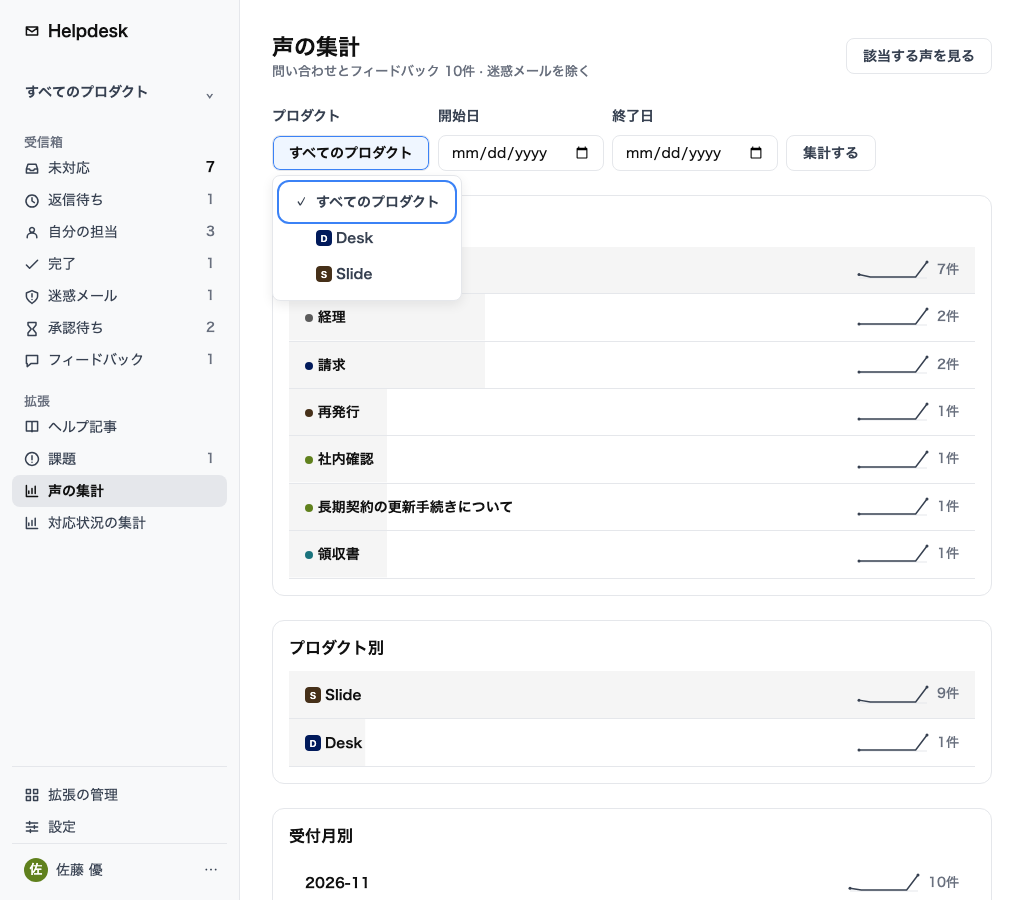 Helpdesk
すべてのプロダクト
受信箱
未対応 7
返信待ち 1
自分の担当 3
完了 1
迷惑メール 1
承認待ち 2
フィードバック 1
拡張
ヘルプ記事
課題 1
声の集計
対応状況の集計
拡張の管理
設定
佐 佐藤 優 …
声の集計
問い合わせとフィードバック 10件 · 迷惑メールを除く
該当する声を見る
プロダクト 開始日 終了日
すべてのプロダクト mm/dd/yyyy mm/dd/yyyy 集計する
✓ すべてのプロダクト
D Desk
S Slide
7件
経理 2件
請求 2件
再発行 1件
社内確認 1件
長期契約の更新手続きについて 1件
領収書 1件
プロダクト別
S Slide 9件
D Desk 1件
受付月別
2026-11 10件